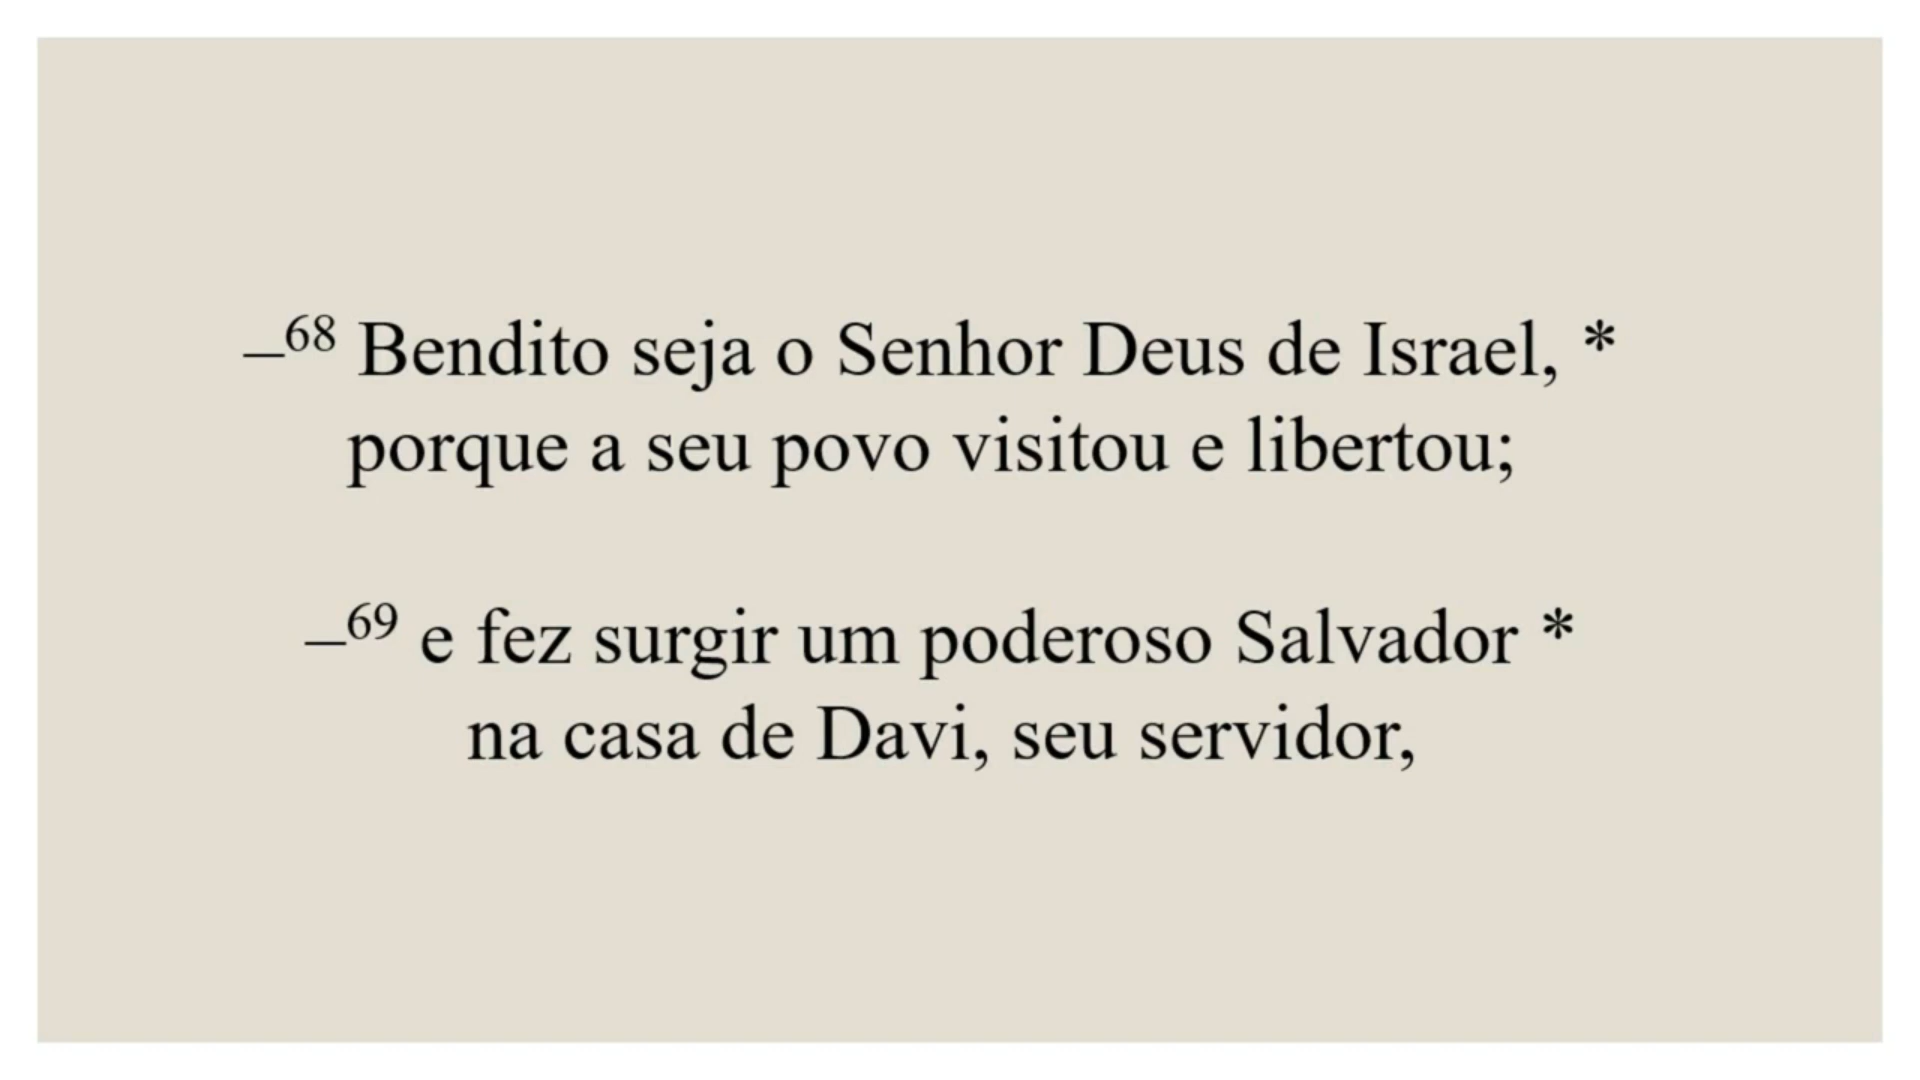 –68 Bendito seja o Senhor Deus de Israel, *
porque a seu povo visitou e libertou;
–69 e fez surgir um poderoso Salvador *
na casa de Davi, seu servidor,